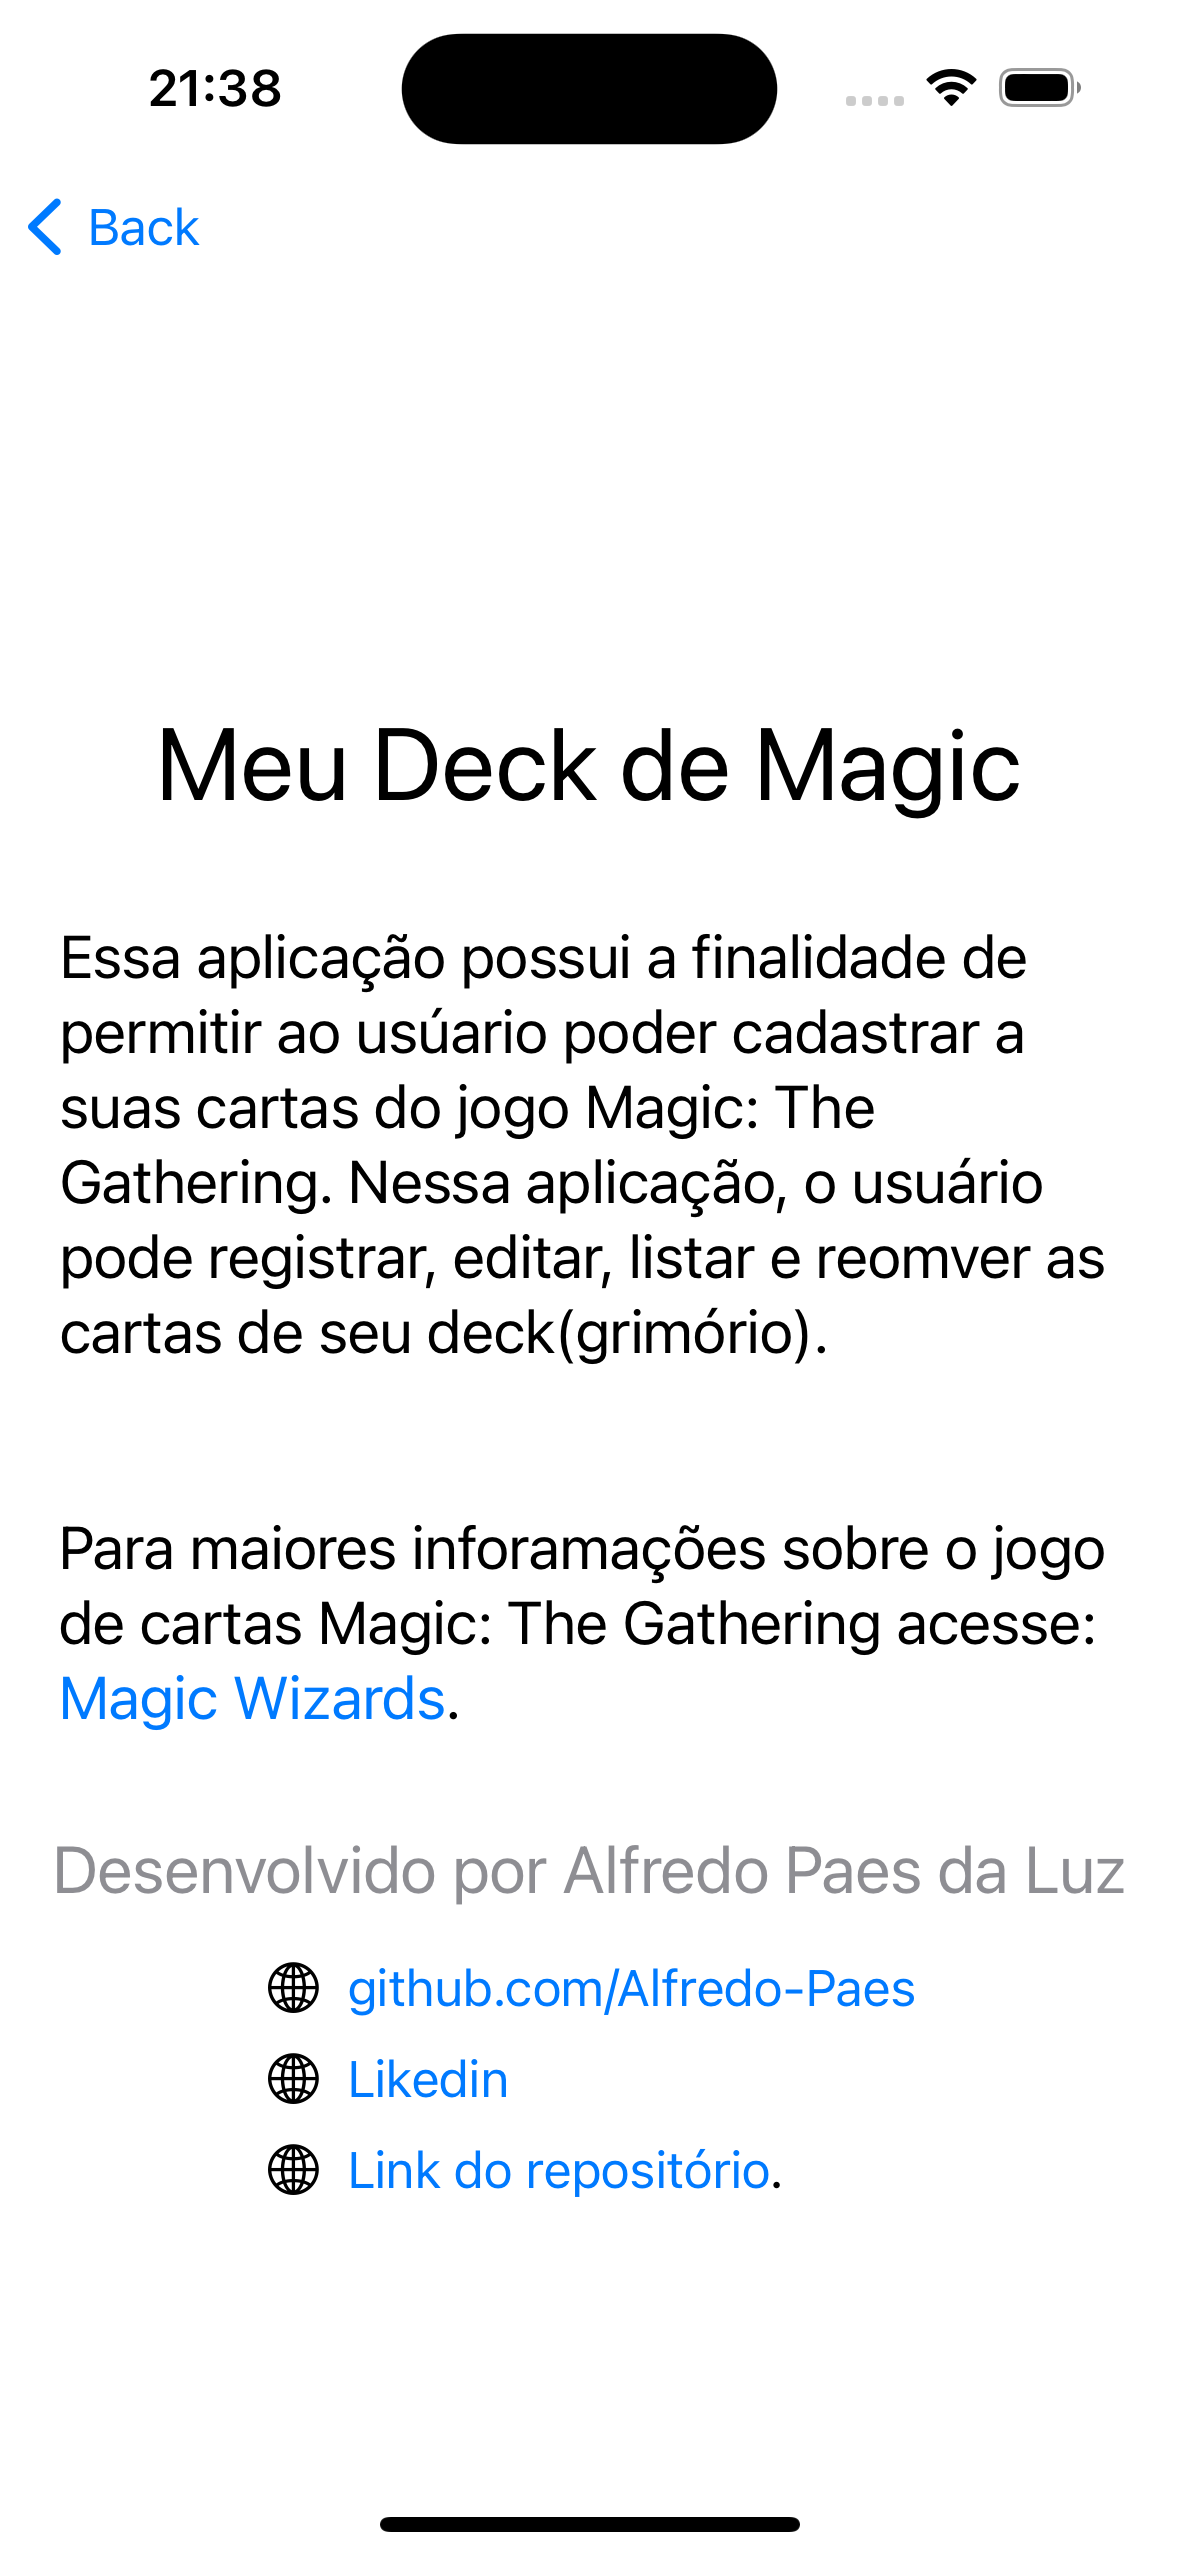 21:38
Back
Meu Deck de Magic
Essa aplicação possui a finalidade de
permitir ao usúario poder cadastrar a
suas cartas do jogo Magic: The
Gathering. Nessa aplicação, o usuário
pode registrar, editar, listar e reomver as
cartas de seu deck(grimório).
Para maiores inforamações sobre o jogo
de cartas Magic: The Gathering acesse:
Magic Wizards.
Desenvolvido por Alfredo Paes da Luz
github.com/Alfredo-Paes
Likedin
Link do repositório.